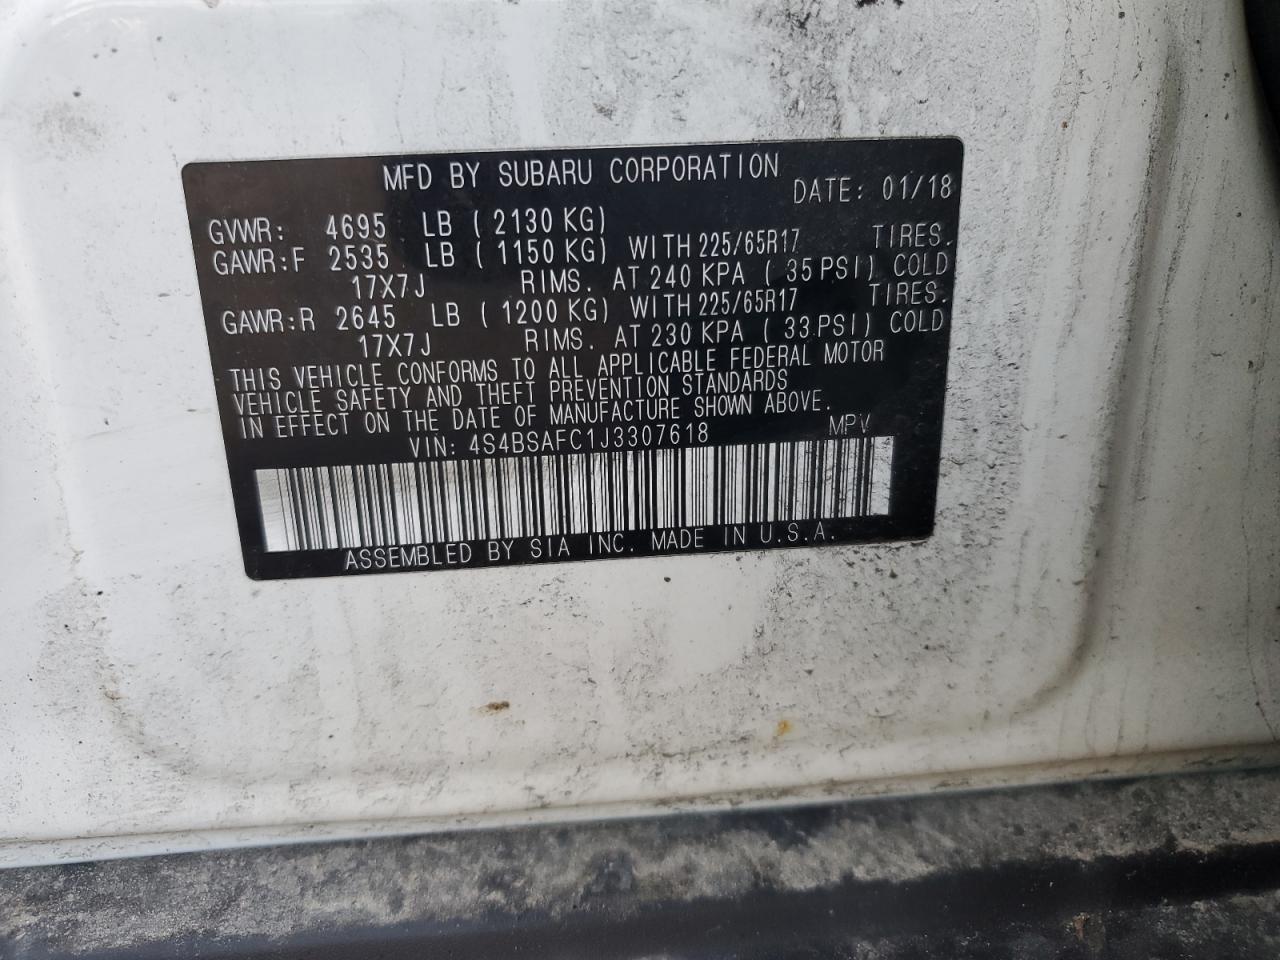 MFD BY SUBARU CORPORATION DATE: 01/18
GVWR: 4695 LB ( 2130 KG)
GAWR:F 2535 LB ( 1150 KG) WITH 225/65R17 TIRES.
17X7J RIMS. AT 240 KPA ( 35 PSI) COLD
GAWR:R 2645 LB ( 1200 KG) WITH 225/65R17 TIRES.
17X7J RIMS. AT 230 KPA ( 33 PSI) COLD
THIS VEHICLE CONFORMS TO ALL APPLICABLE FEDERAL MOTOR
VEHICLE SAFETY AND THEFT PREVENTION STANDARDS
IN EFFECT ON THE DATE OF MANUFACTURE SHOWN ABOVE.
VIN: 4S4BSAFC1J3307618 MPV
ASSEMBLED BY SIA INC. MADE IN U.S.A.